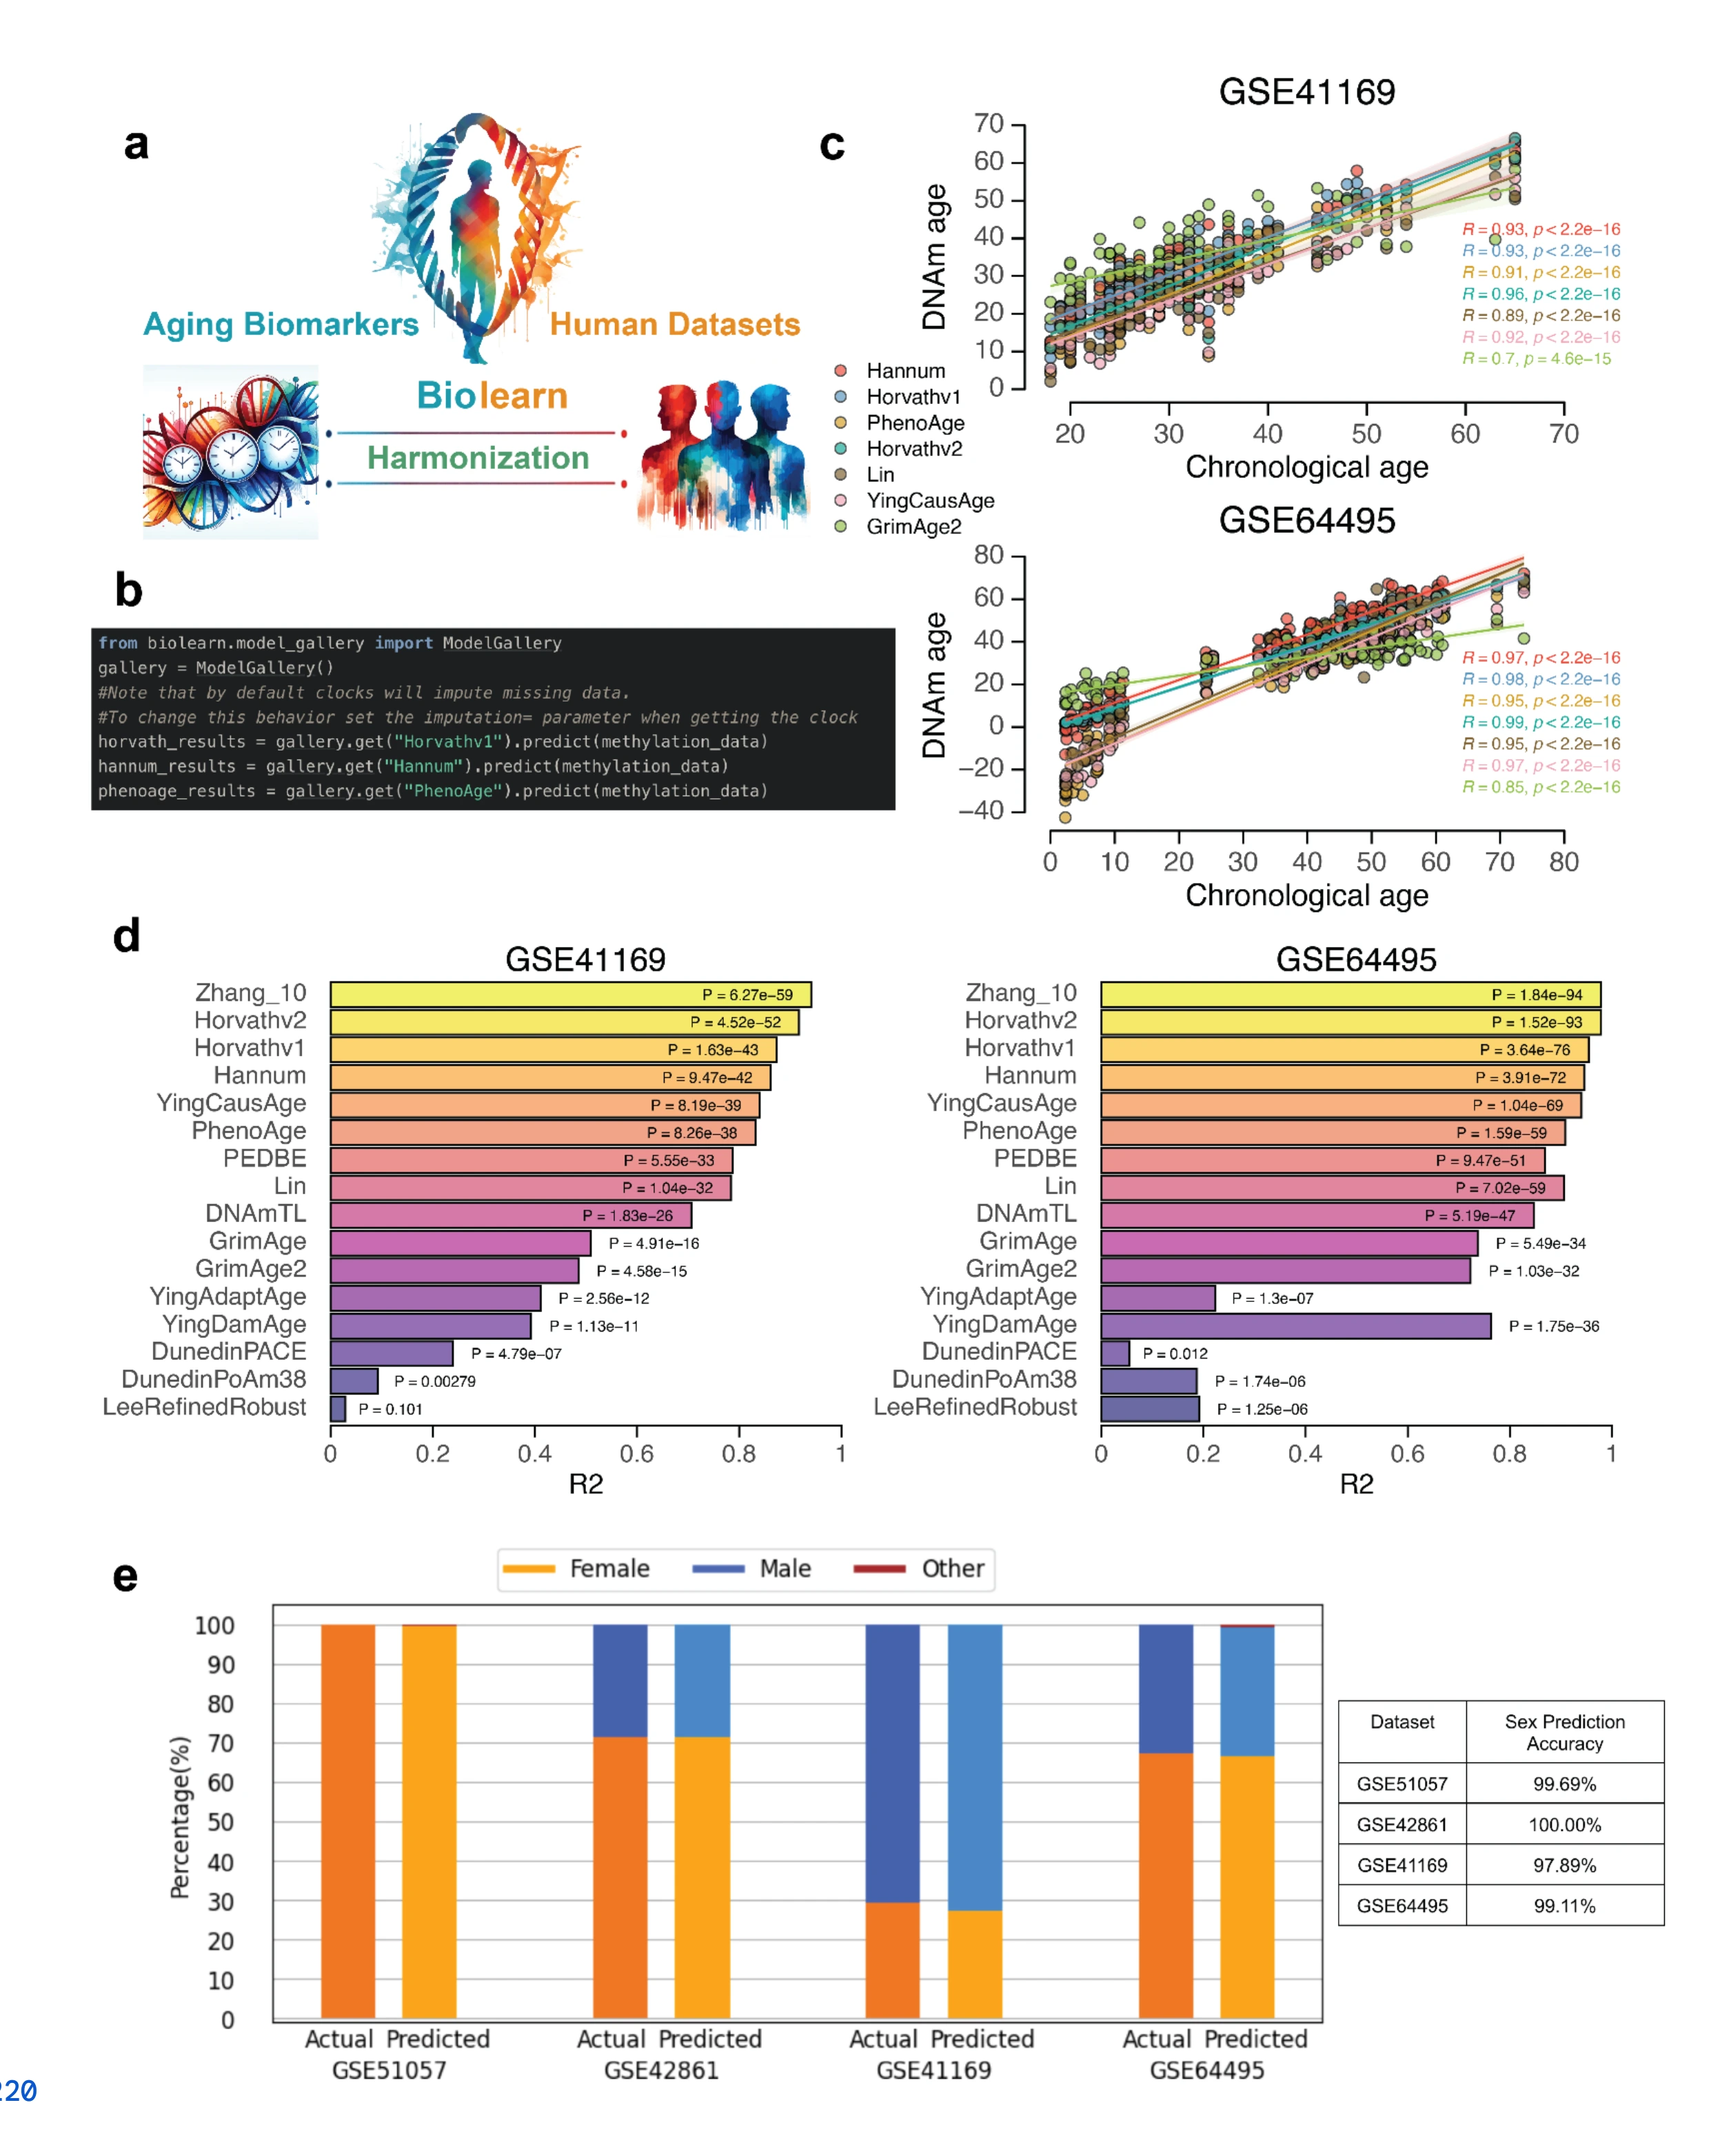 a
Aging Biomarkers
Human Datasets
Biolearn
Harmonization
b
from biolearn.model_gallery import ModelGallery
gallery = ModelGallery()
#Note that by default clocks will impute missing data.
#To change this behavior set the imputation= parameter when getting the clock
horvath_results = gallery.get("Horvathv1").predict(methylation_data)
hannum_results = gallery.get("Hannum").predict(methylation_data)
phenoage_results = gallery.get("PhenoAge").predict(methylation_data)
c
Hannum
Horvathv1
PhenoAge
Horvathv2
Lin
YingCausAge
GrimAge2
GSE41169
DNAm age
70
60
50
40
30
20
10
0
R = 0.93, p < 2.2e−16
R = 0.93, p < 2.2e−16
R = 0.91, p < 2.2e−16
R = 0.96, p < 2.2e−16
R = 0.89, p < 2.2e−16
R = 0.92, p < 2.2e−16
R = 0.7, p = 4.6e−15
20 30 40 50 60 70
Chronological age
GSE64495
DNAm age
80
60
40
20
0
−20
−40
R = 0.97, p < 2.2e−16
R = 0.98, p < 2.2e−16
R = 0.95, p < 2.2e−16
R = 0.99, p < 2.2e−16
R = 0.95, p < 2.2e−16
R = 0.97, p < 2.2e−16
R = 0.85, p < 2.2e−16
0 10 20 30 40 50 60 70 80
Chronological age
d
GSE41169
Zhang_10 P = 6.27e−59
Horvathv2 P = 4.52e−52
Horvathv1 P = 1.63e−43
Hannum P = 9.47e−42
YingCausAge P = 8.19e−39
PhenoAge P = 8.26e−38
PEDBE P = 5.55e−33
Lin P = 1.04e−32
DNAmTL P = 1.83e−26
GrimAge P = 4.91e−16
GrimAge2 P = 4.58e−15
YingAdaptAge P = 2.56e−12
YingDamAge P = 1.13e−11
DunedinPACE P = 4.79e−07
DunedinPoAm38 P = 0.00279
LeeRefinedRobust P = 0.101
0 0.2 0.4 0.6 0.8 1
R2
GSE64495
Zhang_10 P = 1.84e−94
Horvathv2 P = 1.52e−93
Horvathv1 P = 3.64e−76
Hannum P = 3.91e−72
YingCausAge P = 1.04e−69
PhenoAge P = 1.59e−59
PEDBE P = 9.47e−51
Lin P = 7.02e−59
DNAmTL P = 5.19e−47
GrimAge P = 5.49e−34
GrimAge2 P = 1.03e−32
YingAdaptAge P = 1.3e−07
YingDamAge P = 1.75e−36
DunedinPACE P = 0.012
DunedinPoAm38 P = 1.74e−06
LeeRefinedRobust P = 1.25e−06
0 0.2 0.4 0.6 0.8 1
R2
e
Female Male Other
Percentage(%)
100
90
80
70
60
50
40
30
20
10
0
Actual Predicted Actual Predicted Actual Predicted Actual Predicted
GSE51057 GSE42861 GSE41169 GSE64495
Dataset Sex Prediction
Accuracy
GSE51057 99.69%
GSE42861 100.00%
GSE41169 97.89%
GSE64495 99.11%
220